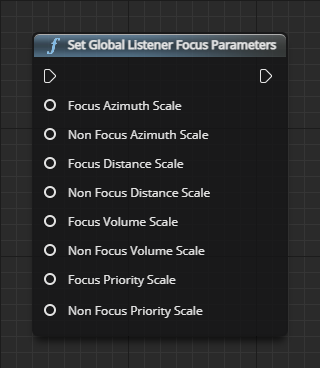 Set Global Listener Focus Parameters
Focus Azimuth Scale
Non Focus Azimuth Scale
Focus Distance Scale
Non Focus Distance Scale
Focus Volume Scale
Non Focus Volume Scale
Focus Priority Scale
Non Focus Priority Scale